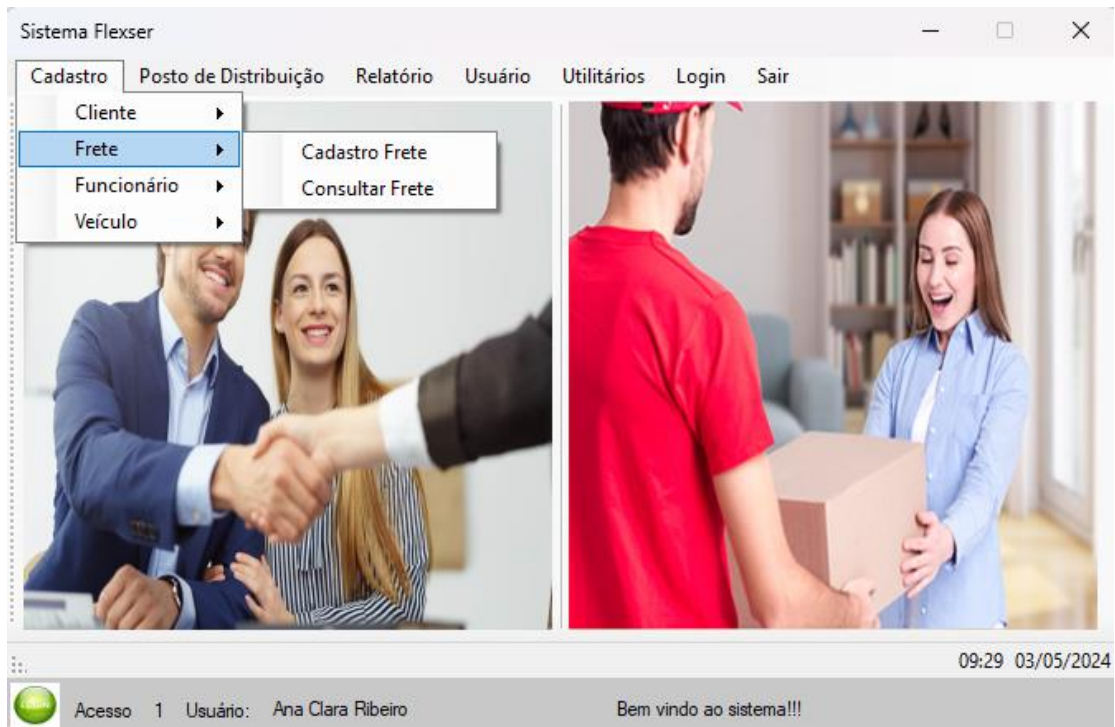 Sistema Flexser
Cadastro Posto de Distribuição Relatório Usuário Utilitários Login Sair
Cliente
Frete
Funcionário
Veículo
Cadastro Frete
Consultar Frete
09:29 03/05/2024
LOGIN
Acesso 1 Usuário: Ana Clara Ribeiro Bem vindo ao sistema!!!